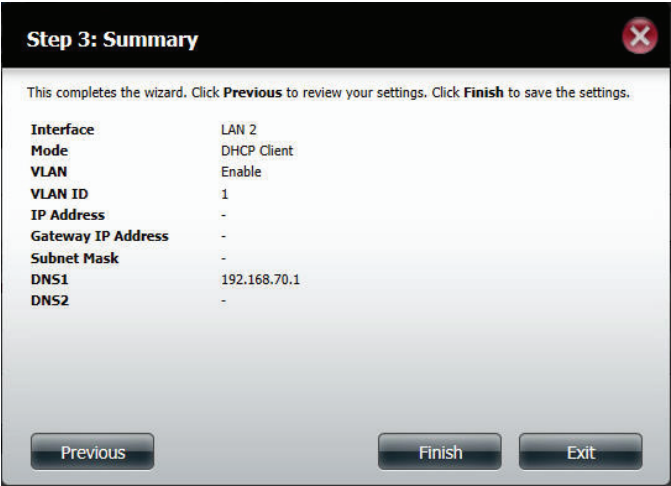 Step 3: Summary
This completes the wizard. Click Previous to review your settings. Click Finish to save the settings.
Interface LAN 2
Mode DHCP Client
VLAN Enable
VLAN ID 1
IP Address -
Gateway IP Address -
Subnet Mask -
DNS1 192.168.70.1
DNS2 -
Previous Finish Exit